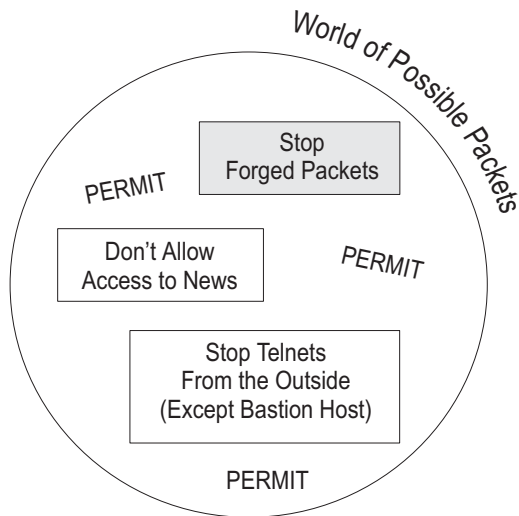 World of Possible Packets
Stop
Forged Packets
PERMIT
Don’t Allow
Access to News
PERMIT
Stop Telnets
From the Outside
(Except Bastion Host)
PERMIT